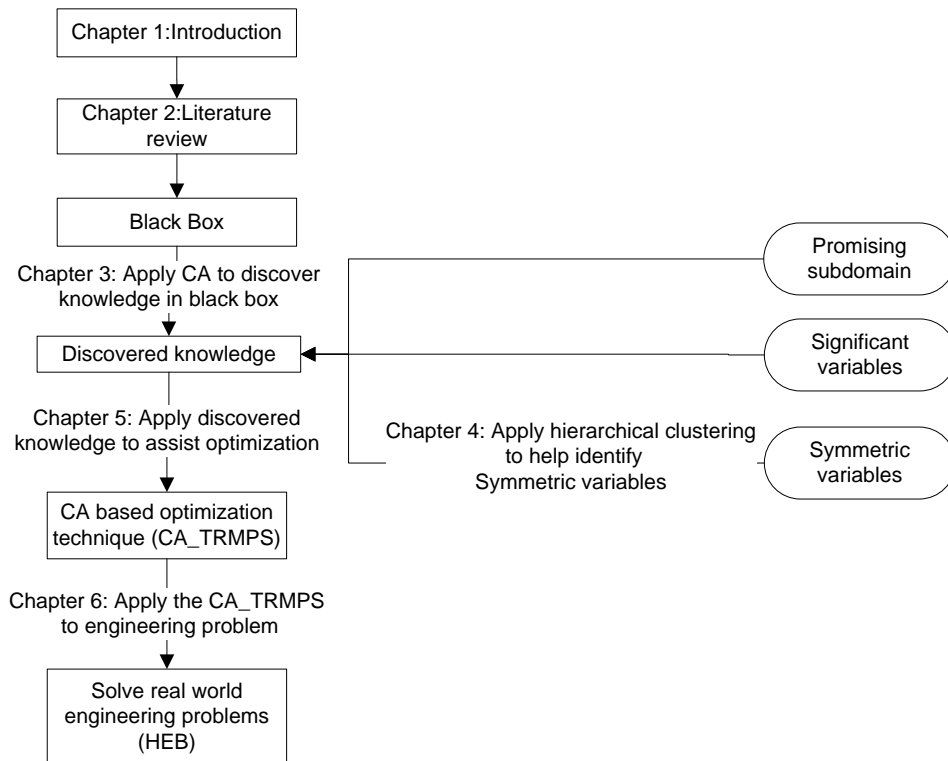 Chapter 1:Introduction
Chapter 2:Literature
review
Black Box
Chapter 3: Apply CA to discover
knowledge in black box
Discovered knowledge
Promising
subdomain
Significant
variables
Chapter 4: Apply hierarchical clustering
to help identify
Symmetric variables
Symmetric
variables
Chapter 5: Apply discovered
knowledge to assist optimization
CA based optimization
technique (CA_TRMPS)
Chapter 6: Apply the CA_TRMPS
to engineering problem
Solve real world
engineering problems
(HEB)